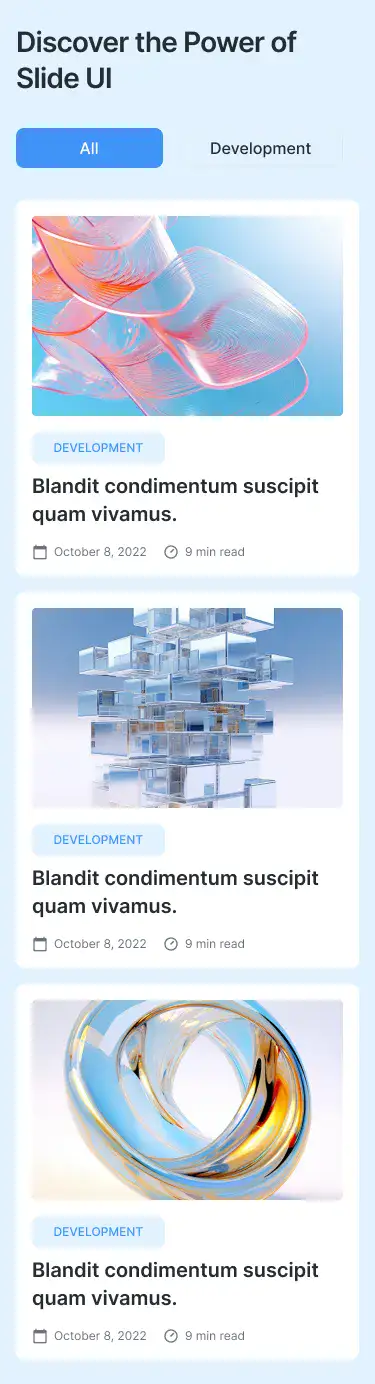 Discover the Power of
Slide UI
All
Development
DEVELOPMENT
Blandit condimentum suscipit
quam vivamus.
October 8, 2022
9 min read
DEVELOPMENT
Blandit condimentum suscipit
quam vivamus.
October 8, 2022
9 min read
DEVELOPMENT
Blandit condimentum suscipit
quam vivamus.
October 8, 2022
9 min read